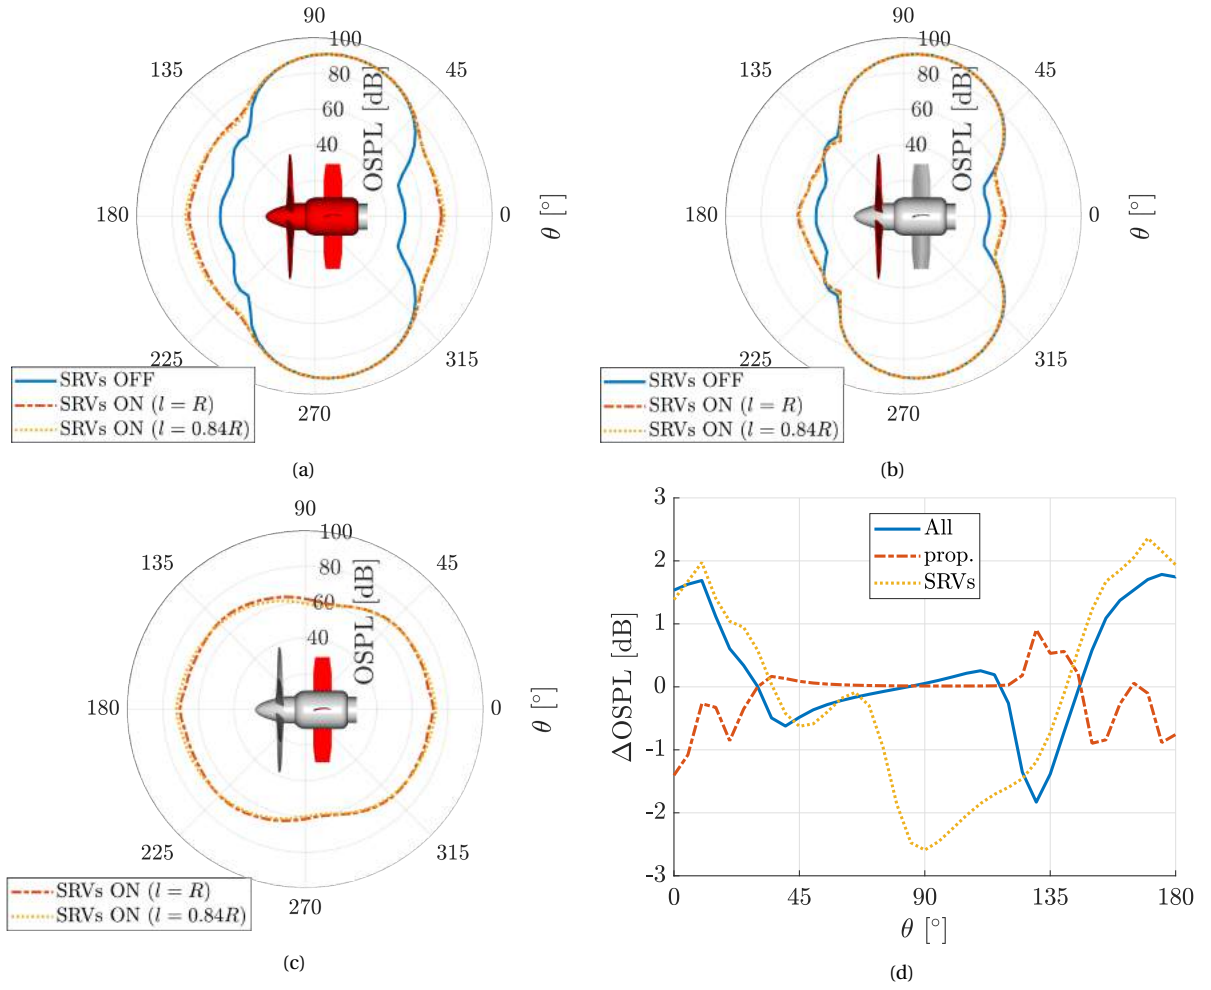 90
100
80
60
40
OSPL [dB]
135
45
180
0
θ [°]
225
315
270
SRVs OFF
SRVs ON (l = R)
SRVs ON (l = 0.84R)
(a)
90
100
80
60
40
OSPL [dB]
135
45
180
0
θ [°]
225
315
270
SRVs OFF
SRVs ON (l = R)
SRVs ON (l = 0.84R)
(b)
90
100
80
60
40
OSPL [dB]
135
45
180
0
θ [°]
225
315
270
SRVs ON (l = R)
SRVs ON (l = 0.84R)
(c)
3
2
1
0
-1
-2
-3
ΔOSPL [dB]
All
prop.
SRVs
0 45 90 135 180
θ [°]
(d)